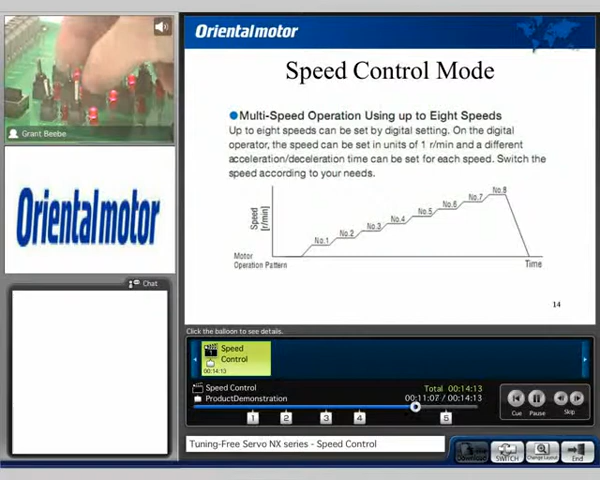 Grant Beebe
Orientalmotor
Chat
Orientalmotor
Speed Control Mode
Multi-Speed Operation Using up to Eight Speeds
Up to eight speeds can be set by digital setting. On the digital
operator, the speed can be set in units of 1 r/min and a different
acceleration/deceleration time can be set for each speed. Switch the
speed according to your needs.
Speed
[r/min]
No.1
No.2
No.3
No.4
No.5
No.6
No.7
No.8
Motor
Operation Pattern
Time
14
Click the balloon to see details.
Speed
Control
00:14:13
Speed Control
Total 00:14:13
ProductDemonstration
00:11:07 / 00:14:13
1
2
3
4
5
Cue
Pause
Skip
Tuning-Free Servo NX series - Speed Control
Download
SWITCH
Change Layout
End